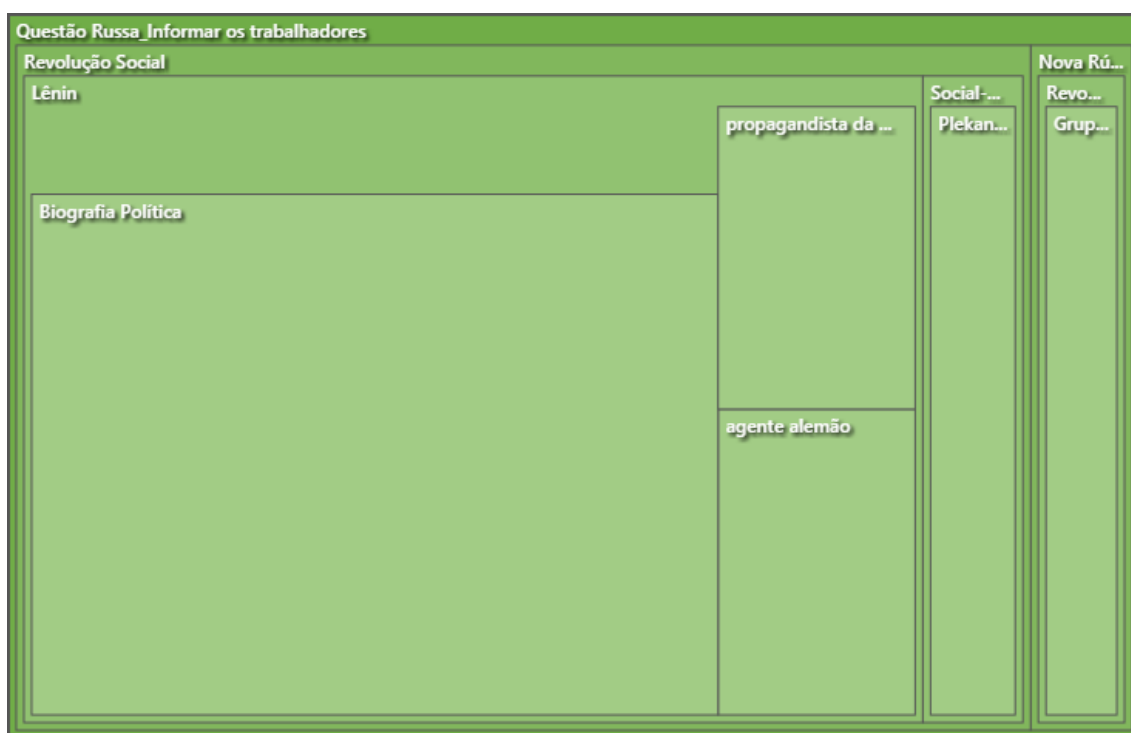 Questão Russa_Informar os trabalhadores
Revolução Social
Nova Rú...
Lênin
Social-...
Revo...
propagandista da ...
Plekan...
Grup...
Biografia Política
agente alemão